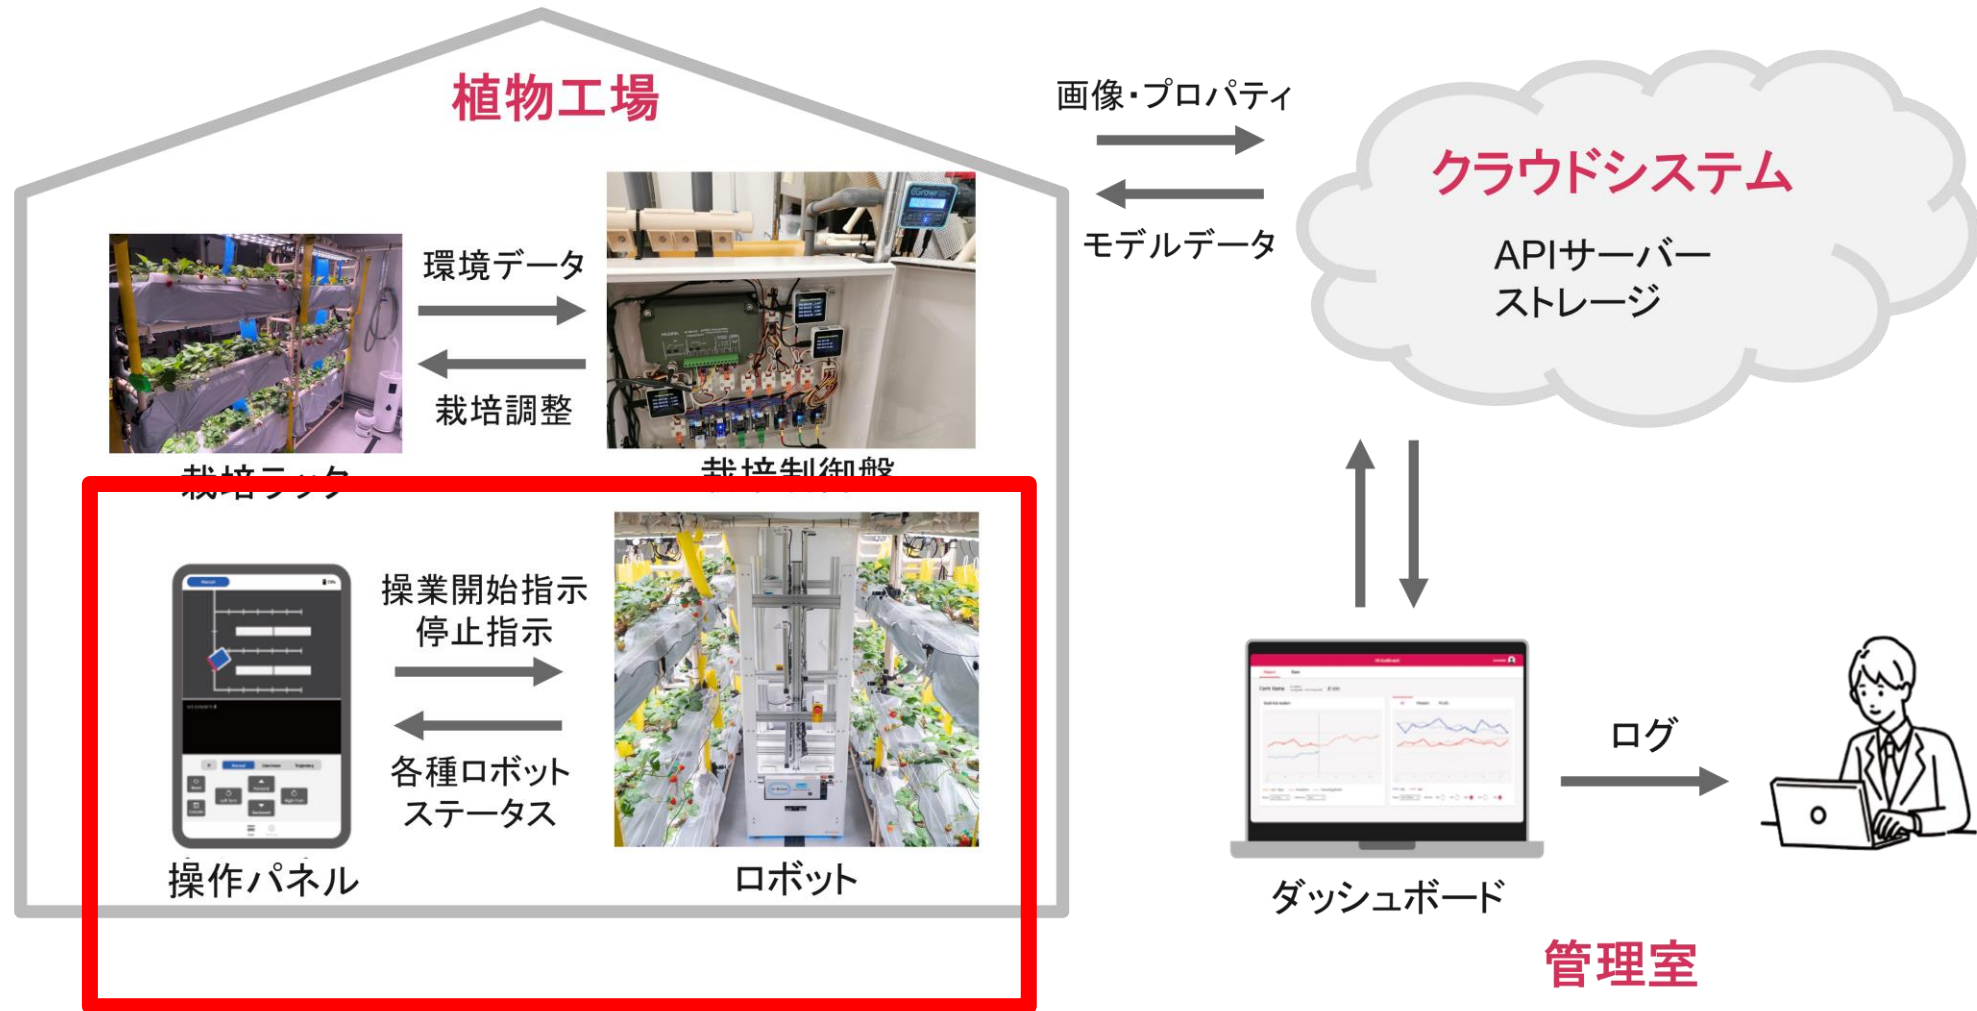 植物工場
画像・プロパティ
モデルデータ
クラウドシステム
APIサーバー
ストレージ
環境データ
栽培調整
栽培ラック
栽培制御盤
操業開始指示
停止指示
各種ロボット
ステータス
操作パネル
ロボット
Manual
ログ
ダッシュボード
管理室